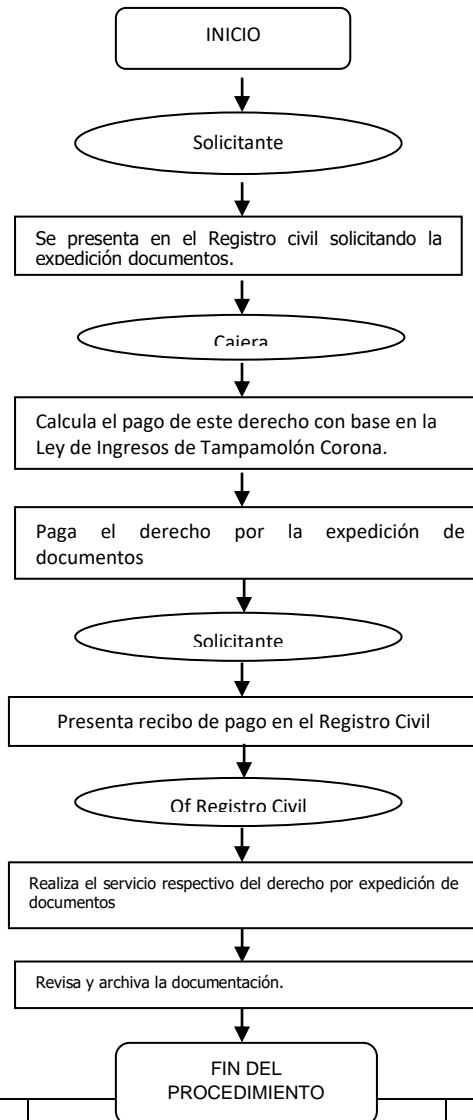 INICIO
Solicitante
Se presenta en el Registro civil solicitando la
expedición documentos.
Cajera
Calcula el pago de este derecho con base en la
Ley de Ingresos de Tampamolón Corona.
Paga el derecho por la expedición de
documentos
Solicitante
Presenta recibo de pago en el Registro Civil
Of Registro Civil
Realiza el servicio respectivo del derecho por expedición de
documentos
Revisa y archiva la documentación.
FIN DEL
PROCEDIMIENTO